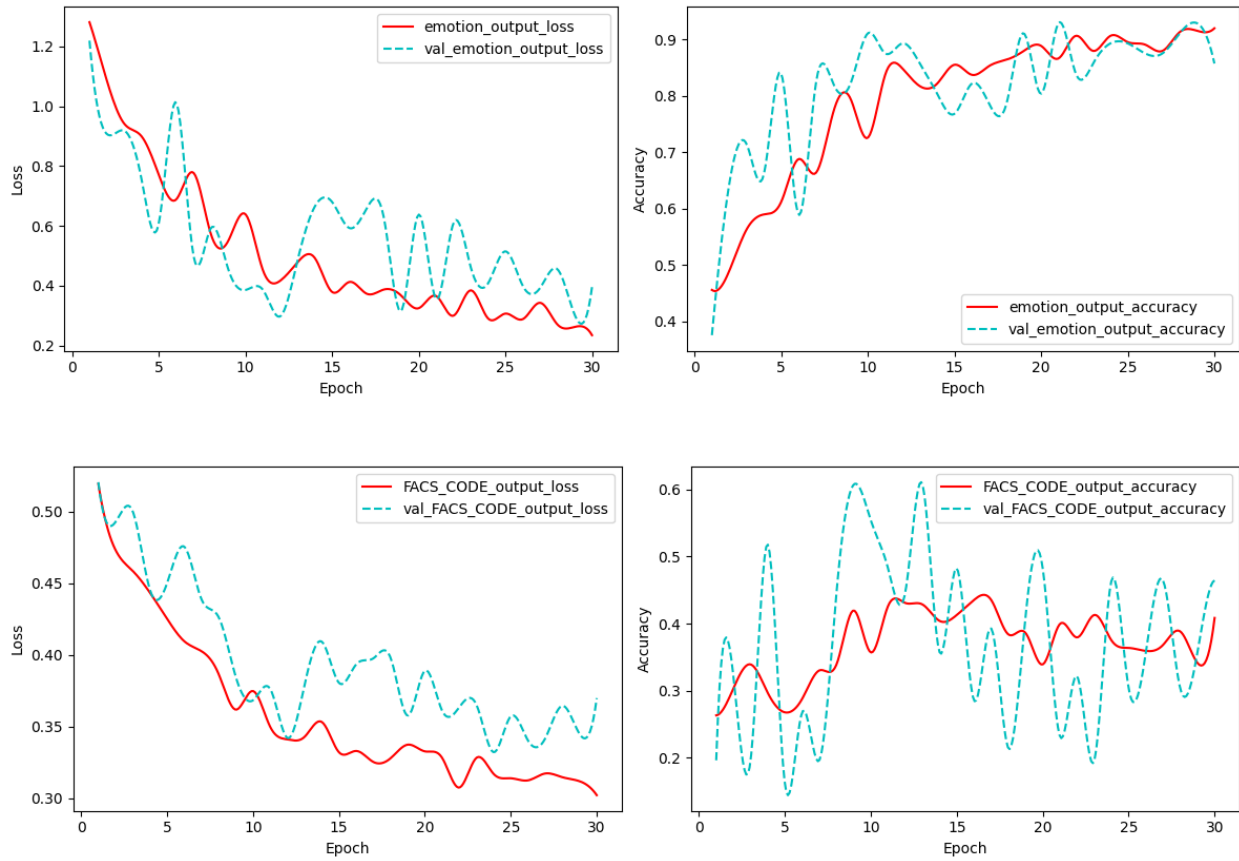 emotion_output_loss
val_emotion_output_loss
Loss
1.2
1.0
0.8
0.6
0.4
0.2
0 5 10 15 20 25 30
Epoch
Accuracy
0.9
0.8
0.7
0.6
0.5
0.4
emotion_output_accuracy
val_emotion_output_accuracy
0 5 10 15 20 25 30
Epoch
FACS_CODE_output_loss
val_FACS_CODE_output_loss
Loss
0.50
0.45
0.40
0.35
0.30
0 5 10 15 20 25 30
Epoch
FACS_CODE_output_accuracy
val_FACS_CODE_output_accuracy
Accuracy
0.6
0.5
0.4
0.3
0.2
0 5 10 15 20 25 30
Epoch